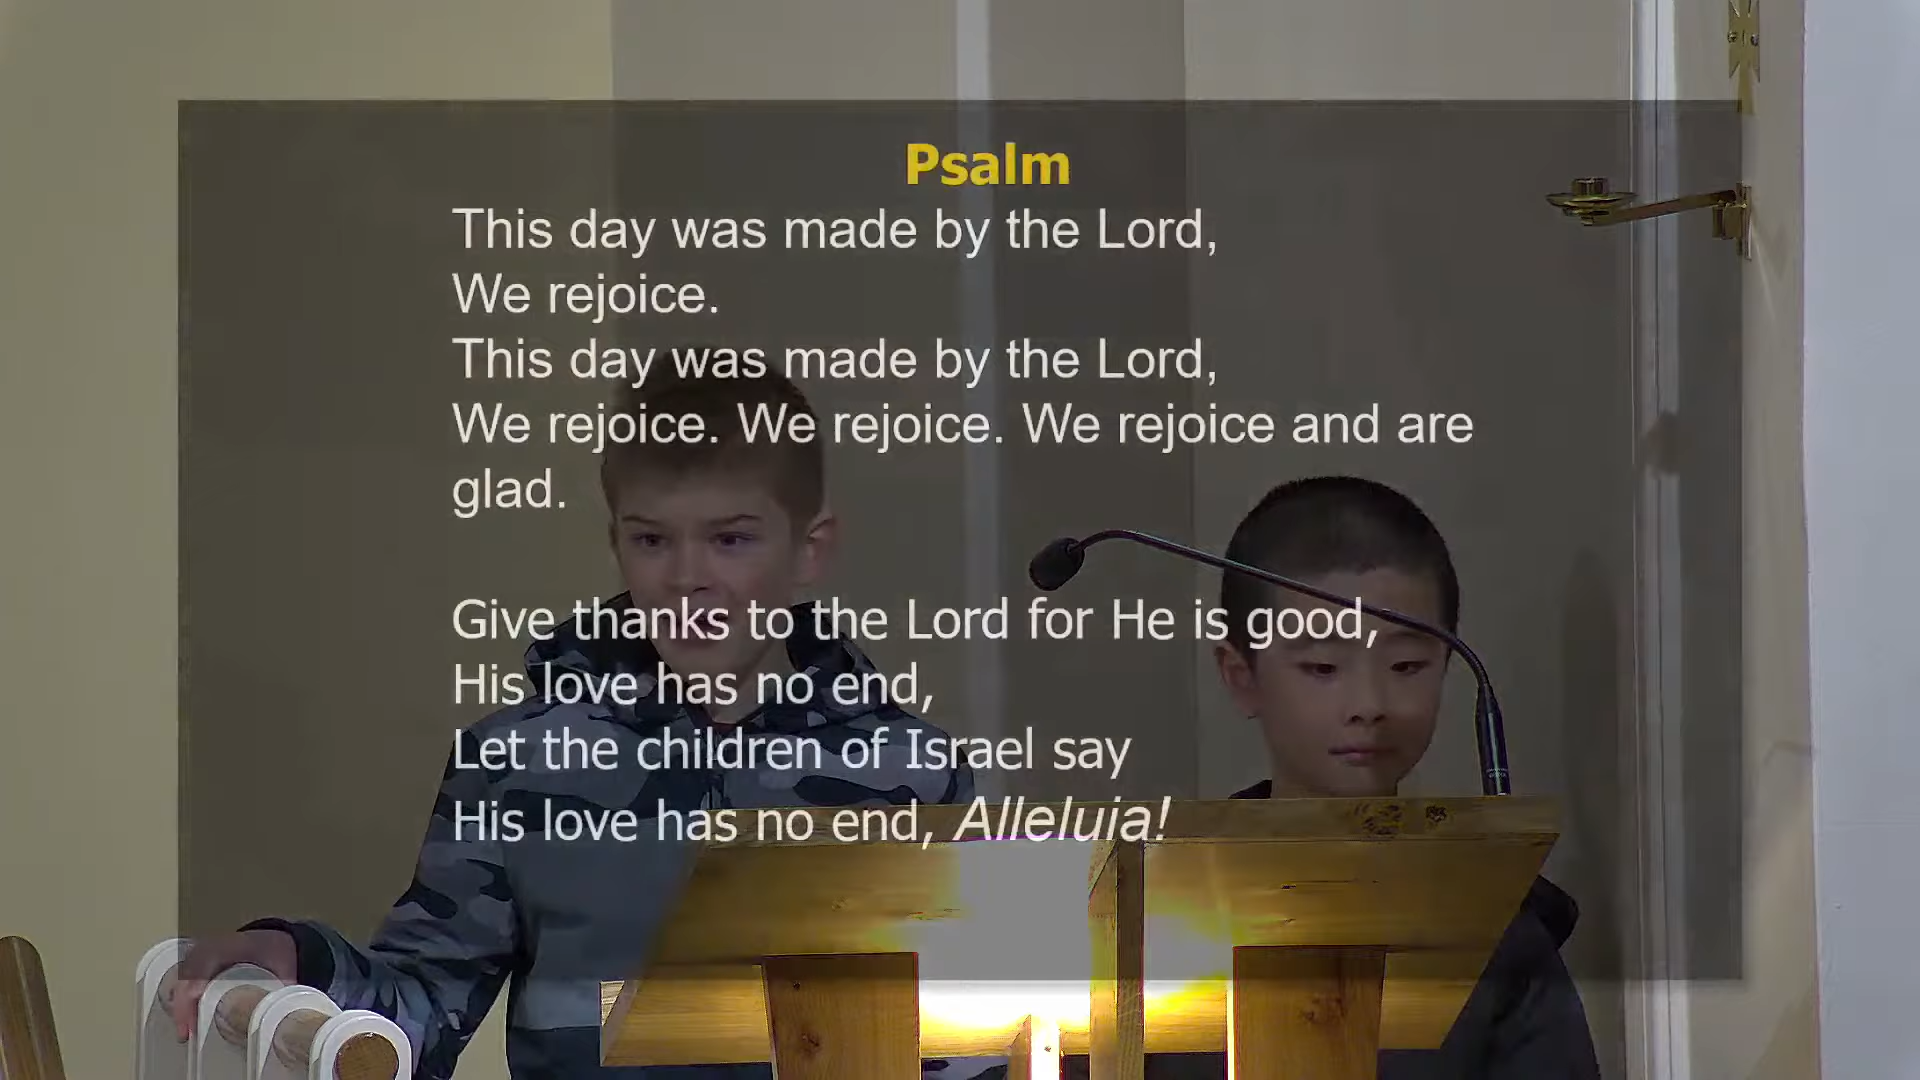 Psalm
This day was made by the Lord,
We rejoice.
This day was made by the Lord,
We rejoice. We rejoice. We rejoice and are
glad.
Give thanks to the Lord for He is good,
His love has no end,
Let the children of Israel say
His love has no end, Alleluia!